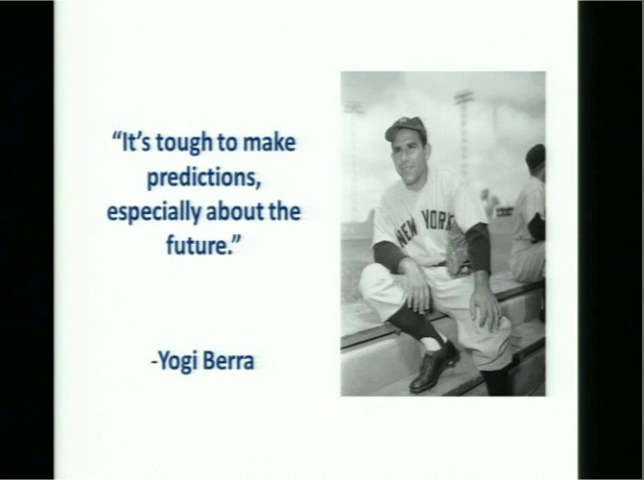 “It’s tough to make
predictions,
especially about the
future.”
-Yogi Berra
NEW YORK